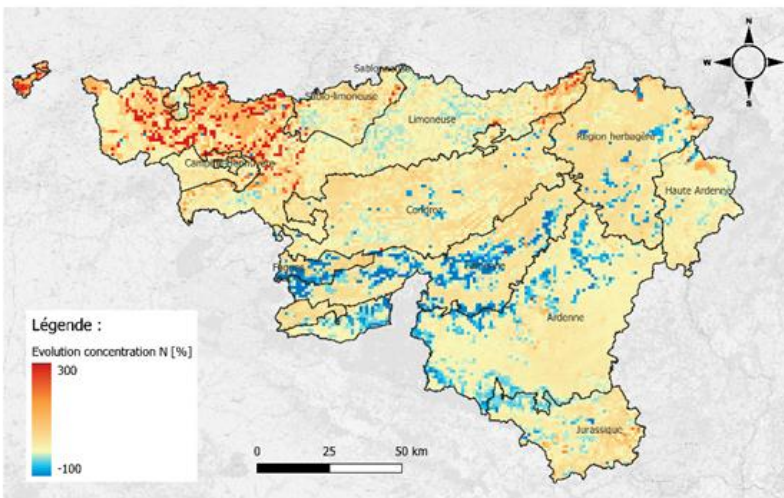 N
W E
S
Sablo-limoneuse
Limoneuse
Région herbagère
Haute Ardenne
Condroz
Ardenne
Jurassique
Légende :
Evolution concentration N [%]
300
-100
0 25 50 km